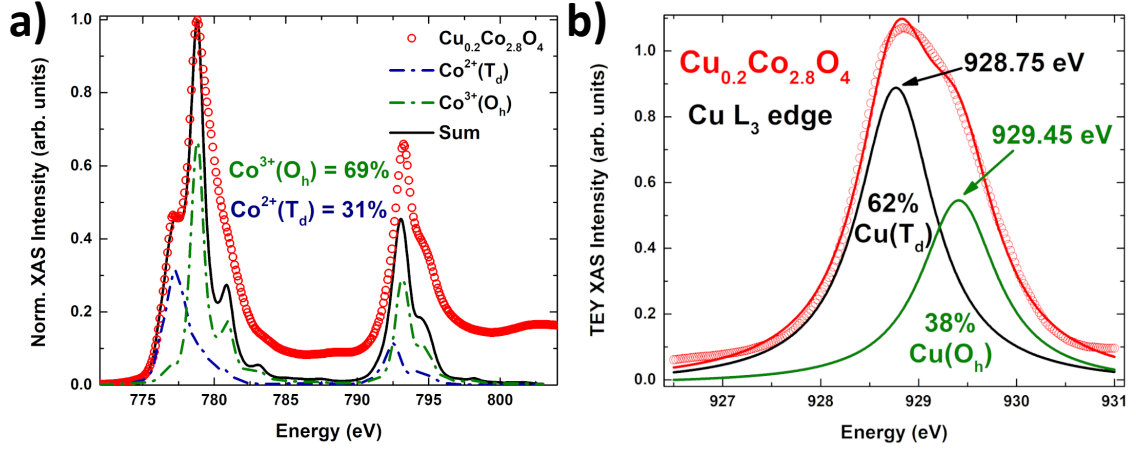 a)
Norm. XAS Intensity (arb. units)
1.0
0.8
0.6
0.4
0.2
0.0
Cu0.2Co2.8O4
Co2+(Td)
Co3+(Oh)
Sum
Co3+(Oh) = 69%
Co2+(Td) = 31%
775 780 785 790 795 800
Energy (eV)
b)
TEY XAS Intensity (arb. units)
1.0
0.8
0.6
0.4
0.2
0.0
Cu0.2Co2.8O4
Cu L3 edge
928.75 eV
929.45 eV
62%
Cu(Td)
38%
Cu(Oh)
927 928 929 930 931
Energy (eV)